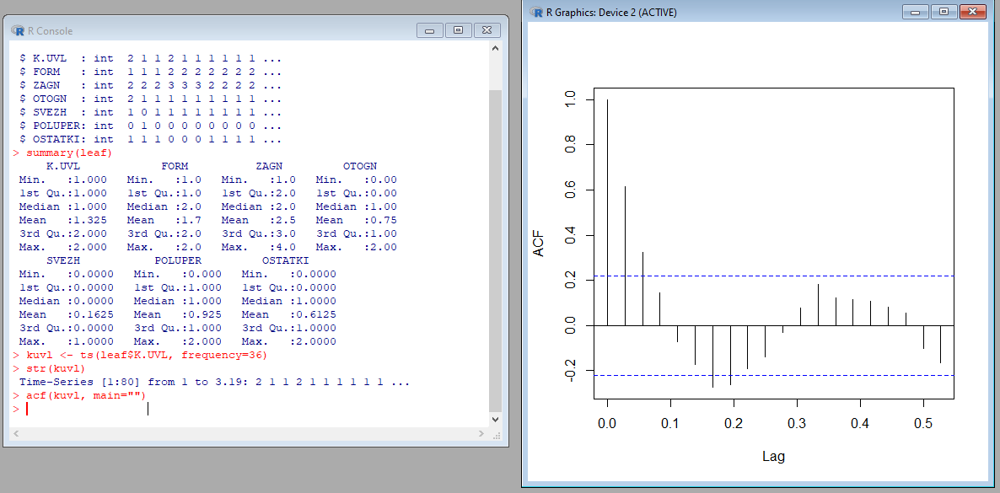 R Console
$ K.UVL  : int  2 1 1 2 1 1 1 1 1 1 ...
$ FORM   : int  1 1 1 2 2 2 2 2 2 2 ...
$ ZAGN   : int  2 2 2 3 3 3 2 2 2 2 ...
$ OTOGN  : int  2 1 1 1 1 1 1 1 1 1 ...
$ SVEZH  : int  1 0 1 1 1 1 1 1 1 1 ...
$ POLUPER: int  0 1 0 0 0 0 0 0 0 0 ...
$ OSTATKI: int  1 1 1 0 0 0 1 1 1 1 ...
> summary(leaf)
K.UVL FORM ZAGN OTOGN
Min.   :1.000   Min.   :1.0   Min.   :1.0   Min.   :0.00
1st Qu.:1.000   1st Qu.:1.0   1st Qu.:2.0   1st Qu.:0.00
Median :1.000   Median :2.0   Median :2.0   Median :1.00
Mean   :1.325   Mean   :1.7   Mean   :2.5   Mean   :0.75
3rd Qu.:2.000   3rd Qu.:2.0   3rd Qu.:3.0   3rd Qu.:1.00
Max.   :2.000   Max.   :2.0   Max.   :4.0   Max.   :2.00
SVEZH POLUPER OSTATKI
Min.   :0.0000   Min.   :0.000   Min.   :0.0000
1st Qu.:0.0000   1st Qu.:1.000   1st Qu.:0.0000
Median :0.0000   Median :1.000   Median :1.0000
Mean   :0.1625   Mean   :0.925   Mean   :0.6125
3rd Qu.:0.0000   3rd Qu.:1.000   3rd Qu.:1.0000
Max.   :1.0000   Max.   :2.000   Max.   :2.0000
> kuvl <- ts(leaf$K.UVL, frequency=36)
> str(kuvl)
Time-Series [1:80] from 1 to 3.19: 2 1 1 2 1 1 1 1 1 1 ...
> acf(kuvl, main="")
>
R Graphics: Device 2 (ACTIVE)
1.0
0.8
0.6
0.4
0.2
0.0
-0.2
ACF
0.0 0.1 0.2 0.3 0.4 0.5
Lag